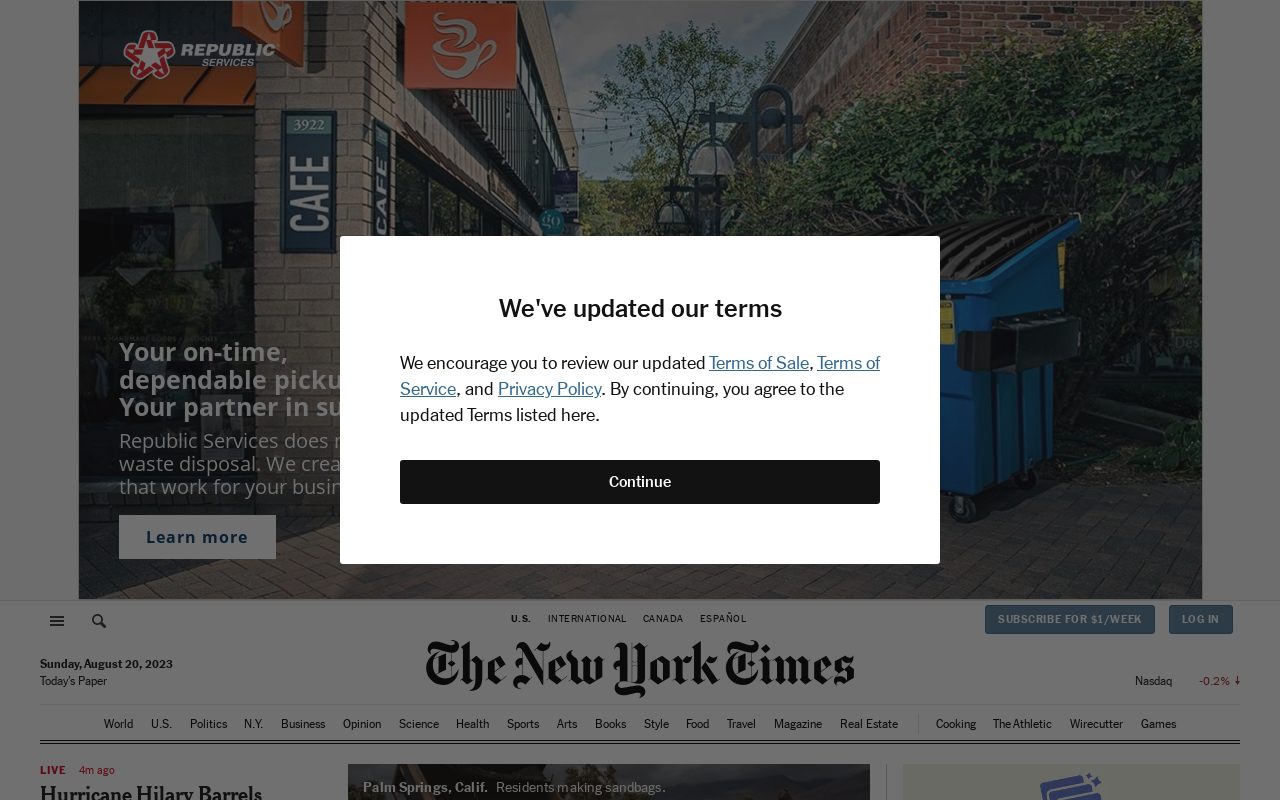 REPUBLIC
SERVICES
3922
CAFE
CAFE
go
Your on-time,
dependable picku
Your partner in su
Republic Services does
waste disposal. We crea
that work for your busin
Learn more
We've updated our terms
We encourage you to review our updated Terms of Sale, Terms of
Service, and Privacy Policy. By continuing, you agree to the
updated Terms listed here.
Continue
U.S. INTERNATIONAL CANADA ESPAÑOL
SUBSCRIBE FOR $1/WEEK LOG IN
The New York Times
Sunday, August 20, 2023
Today's Paper
Nasdaq -0.2% ↓
World U.S. Politics N.Y. Business Opinion Science Health Sports Arts Books Style Food Travel Magazine Real Estate Cooking The Athletic Wirecutter Games
LIVE 4m ago
Hurricane Hilary Barrels
Palm Springs, Calif. Residents making sandbags.